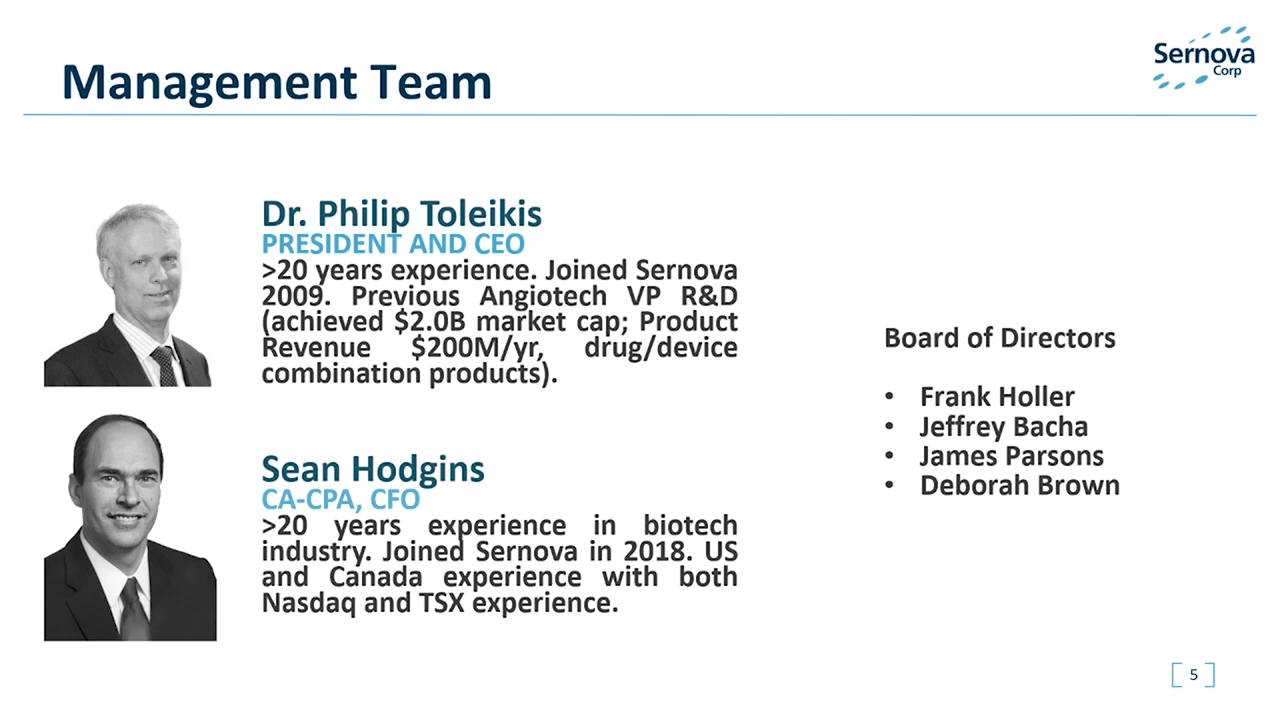 Management Team
Sernova
Corp
Dr. Philip Toleikis
PRESIDENT AND CEO
>20 years experience. Joined Sernova
2009. Previous Angiotech VP R&D
(achieved $2.0B market cap; Product
Revenue $200M/yr, drug/device
combination products).
Sean Hodgins
CA-CPA, CFO
>20 years experience in biotech
industry. Joined Sernova in 2018. US
and Canada experience with both
Nasdaq and TSX experience.
Board of Directors
• Frank Holler
• Jeffrey Bacha
• James Parsons
• Deborah Brown
5